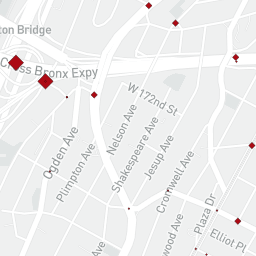 ton Bridge
Cross Bronx Expy
W 172nd St
Nelson Ave
Ogden Ave
Plimpton Ave
Shakespeare Ave
Jesup Ave
Cromwell Ave
Plaza Dr
Elliot Pl
wood Ave